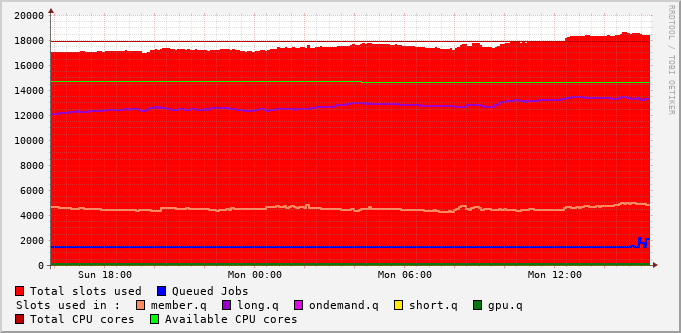 20000
18000
16000
14000
12000
10000
8000
6000
4000
2000
0
Sun 18:00 Mon 00:00 Mon 06:00 Mon 12:00
RRDTOOL / TOBI OETIKER
Total slots used Queued Jobs
Slots used in : member.q long.q ondemand.q short.q gpu.q
Total CPU cores Available CPU cores